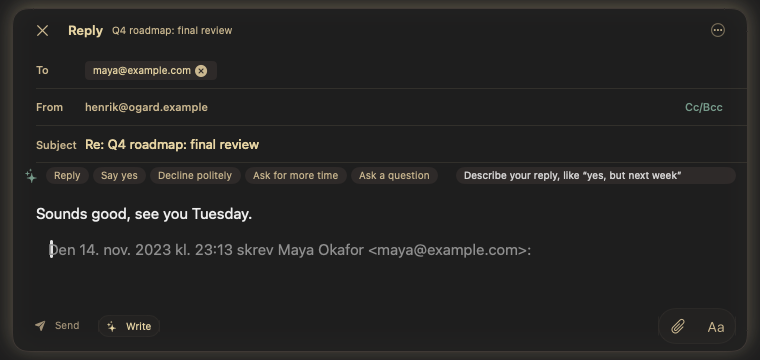 Reply Q4 roadmap: final review
To maya@example.com
From henrik@ogard.example Cc/Bcc
Subject Re: Q4 roadmap: final review
Reply Say yes Decline politely Ask for more time Ask a question Describe your reply, like “yes, but next week”
Sounds good, see you Tuesday.
Den 14. nov. 2023 kl. 23:13 skrev Maya Okafor <maya@example.com>:
Send Write Aa